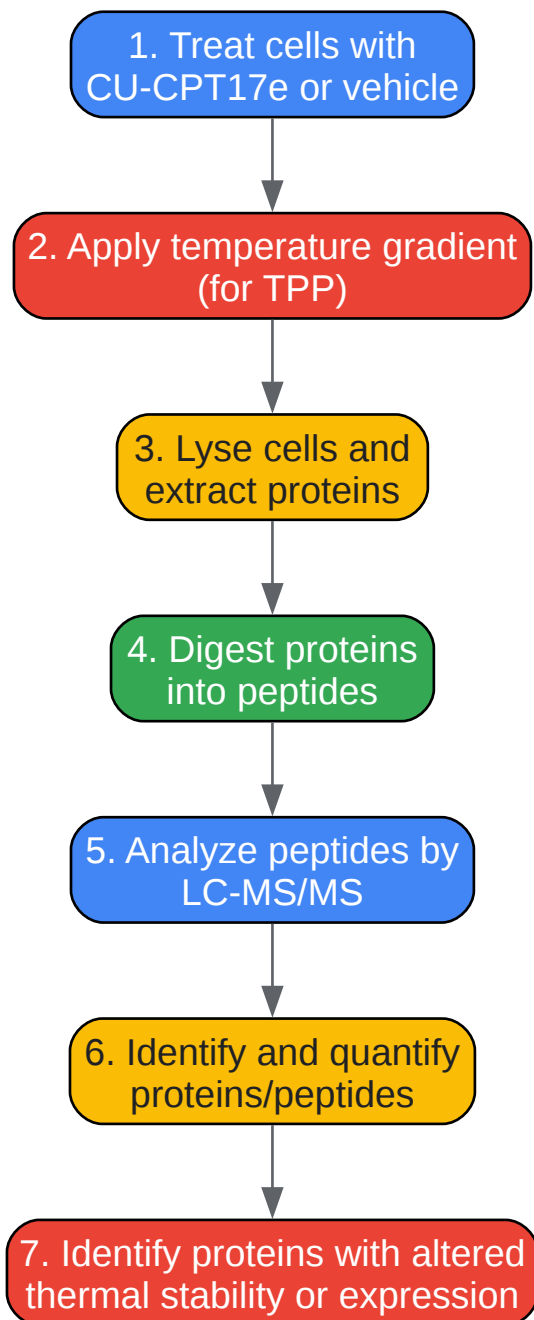 1. Treat cells with
CU-CPT17e or vehicle
2. Apply temperature gradient
(for TPP)
3. Lyse cells and
extract proteins
4. Digest proteins
into peptides
5. Analyze peptides by
LC-MS/MS
6. Identify and quantify
proteins/peptides
7. Identify proteins with altered
thermal stability or expression